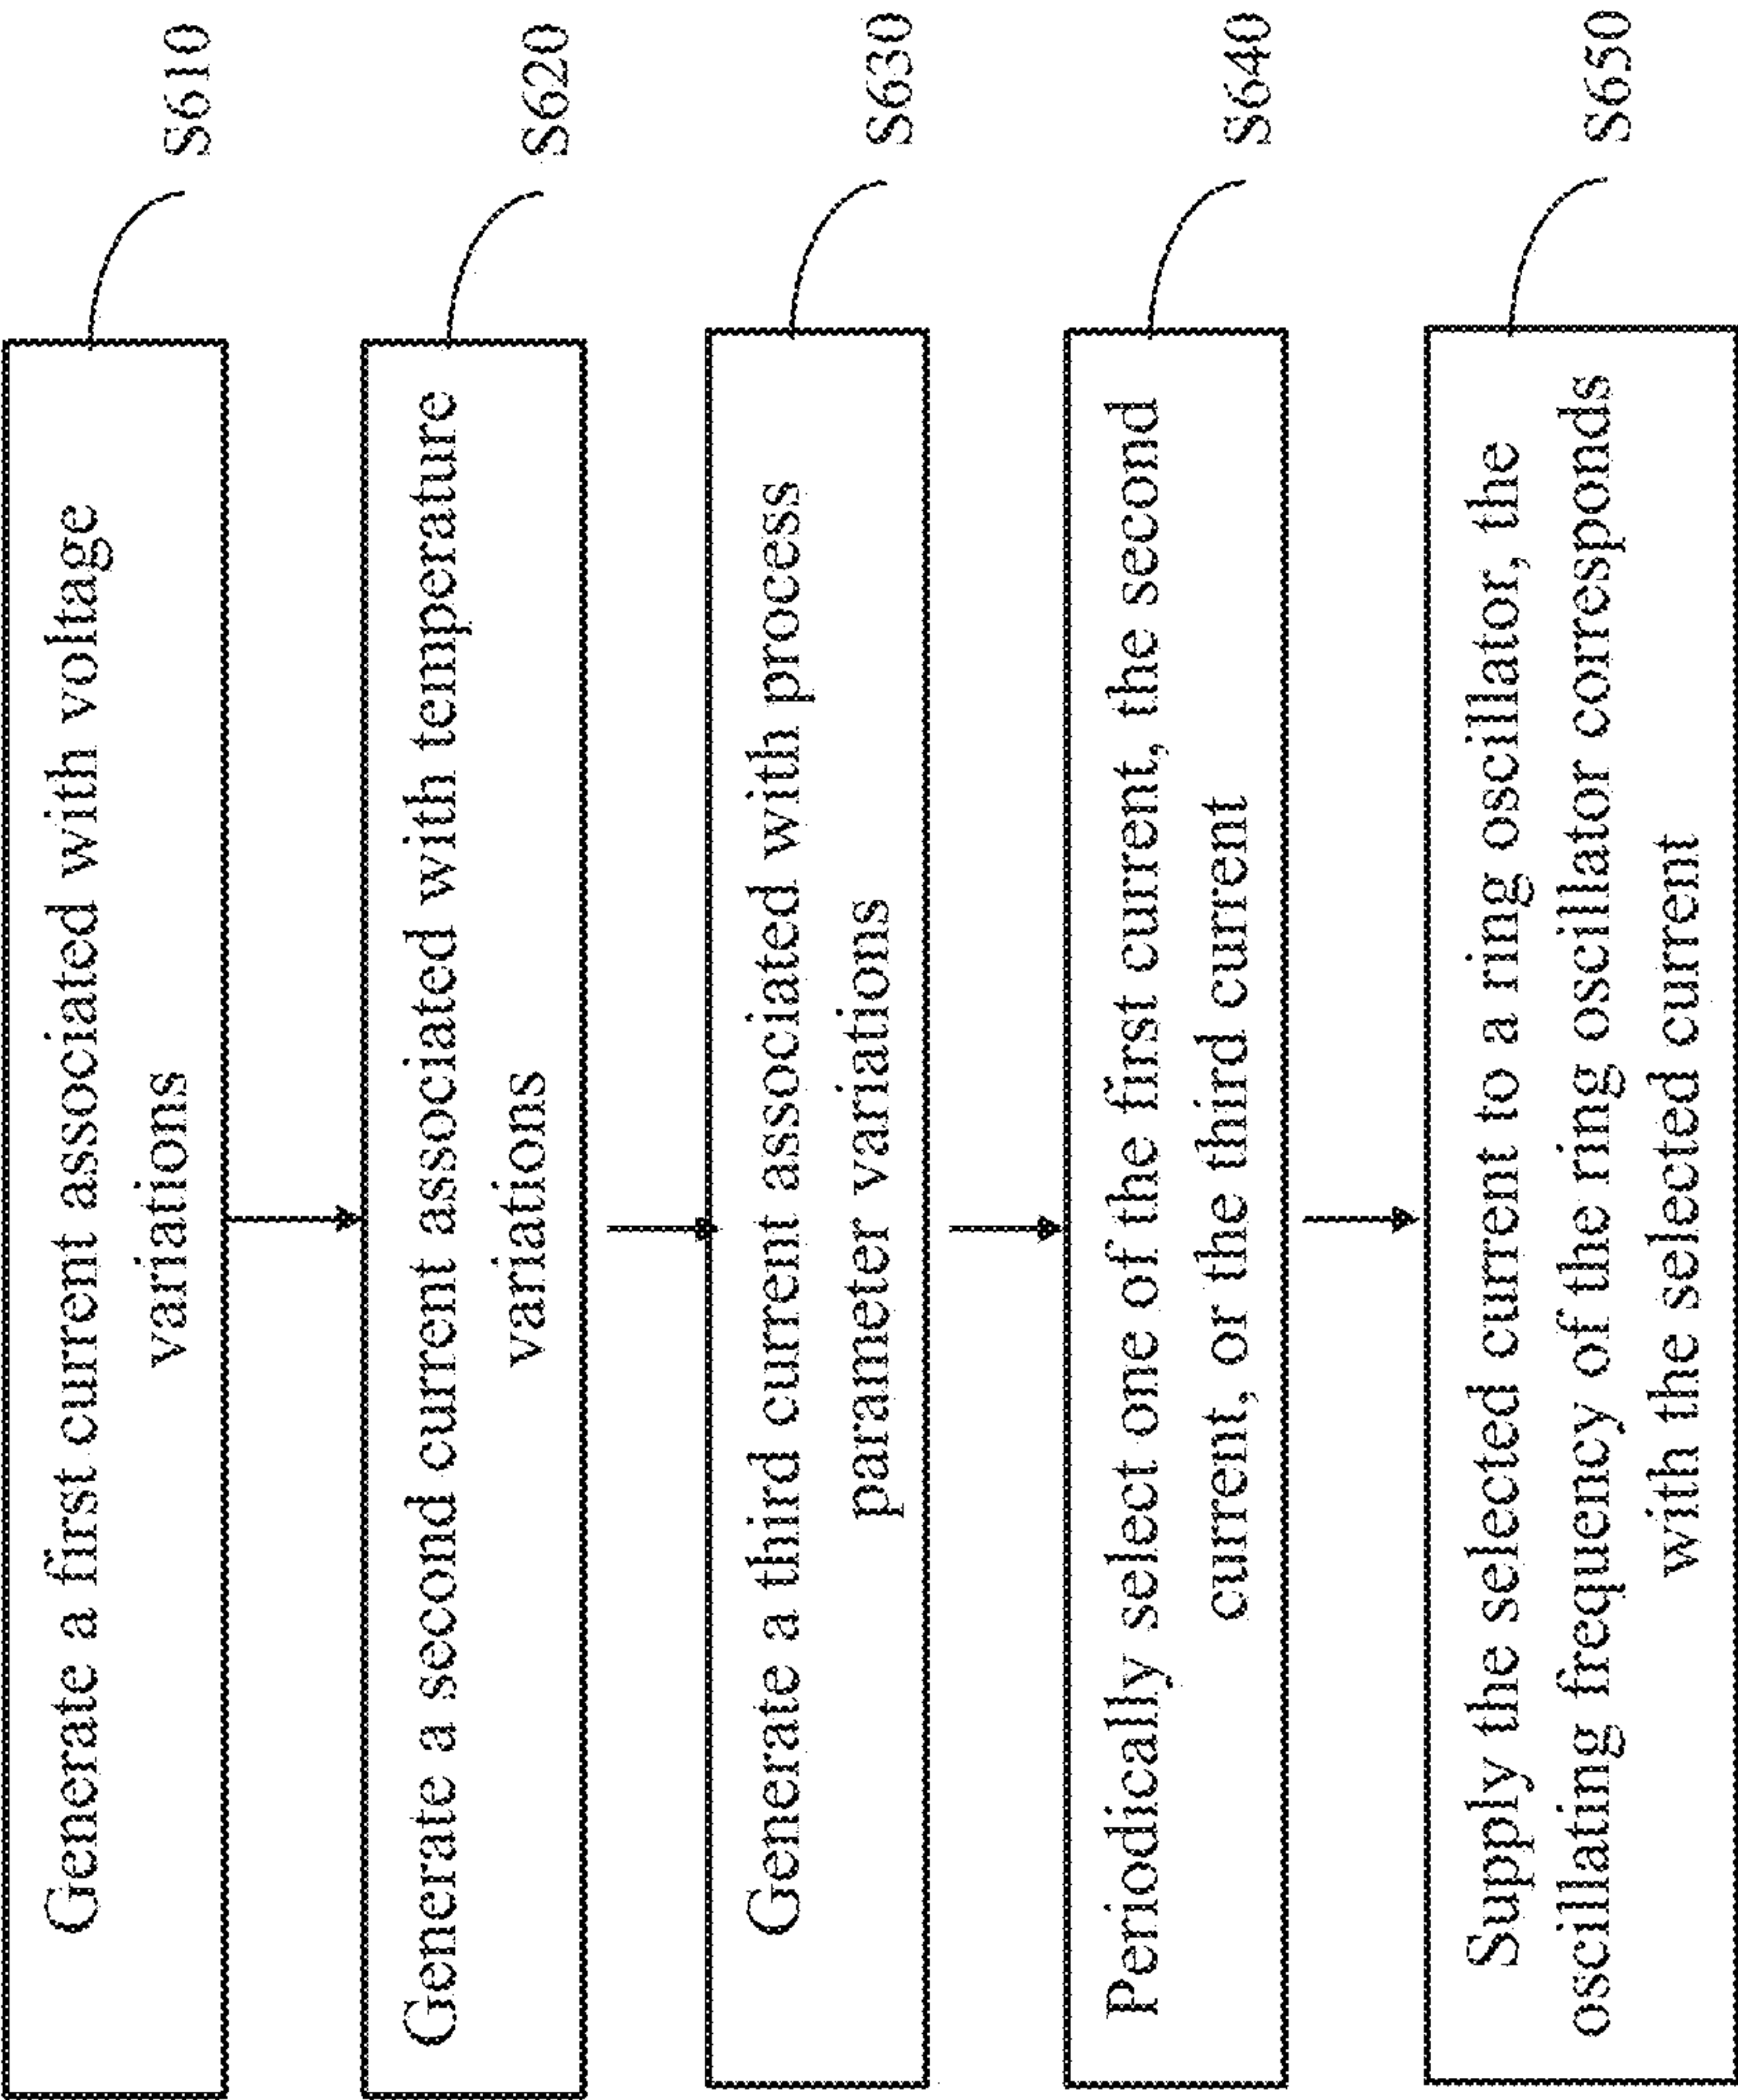 Generate a first current associated with voltage
variations
S610
Generate a second current associated with temperature
variations
S620
Generate a third current associated with process
parameter variations
S630
Periodically select one of the first current, the second
current, or the third current
S640
Supply the selected current to a ring oscillator, the
oscillating frequency of the ring oscillator corresponds
with the selected current
S650